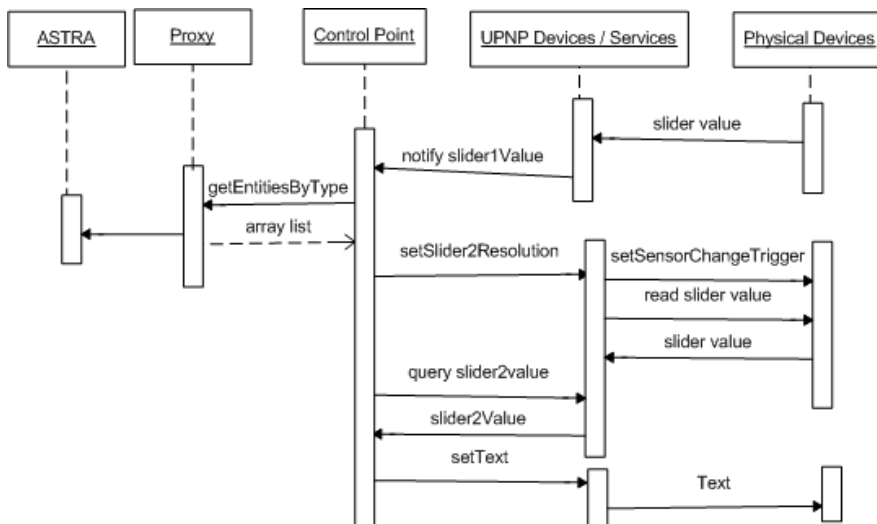 ASTRA
Proxy
Control Point
UPNP Devices / Services
Physical Devices
slider value
notify slider1Value
getEntitiesByType
array list
setSlider2Resolution
setSensorChangeTrigger
read slider value
slider value
query slider2value
slider2Value
setText
Text